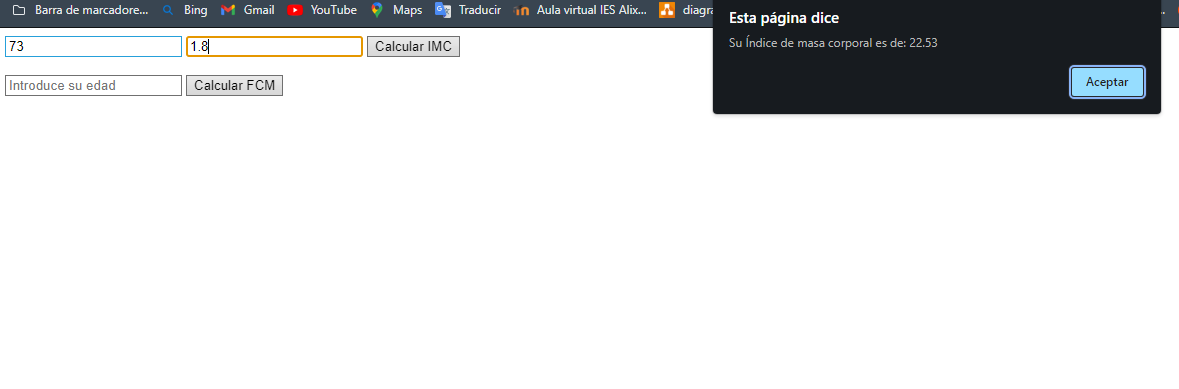 Barra de marcadore... Bing Gmail YouTube Maps Traducir Aula virtual IES Alix... diagra
Esta página dice
Su Índice de masa corporal es de: 22.53
Aceptar
73 1.8 Calcular IMC
Introduce su edad Calcular FCM